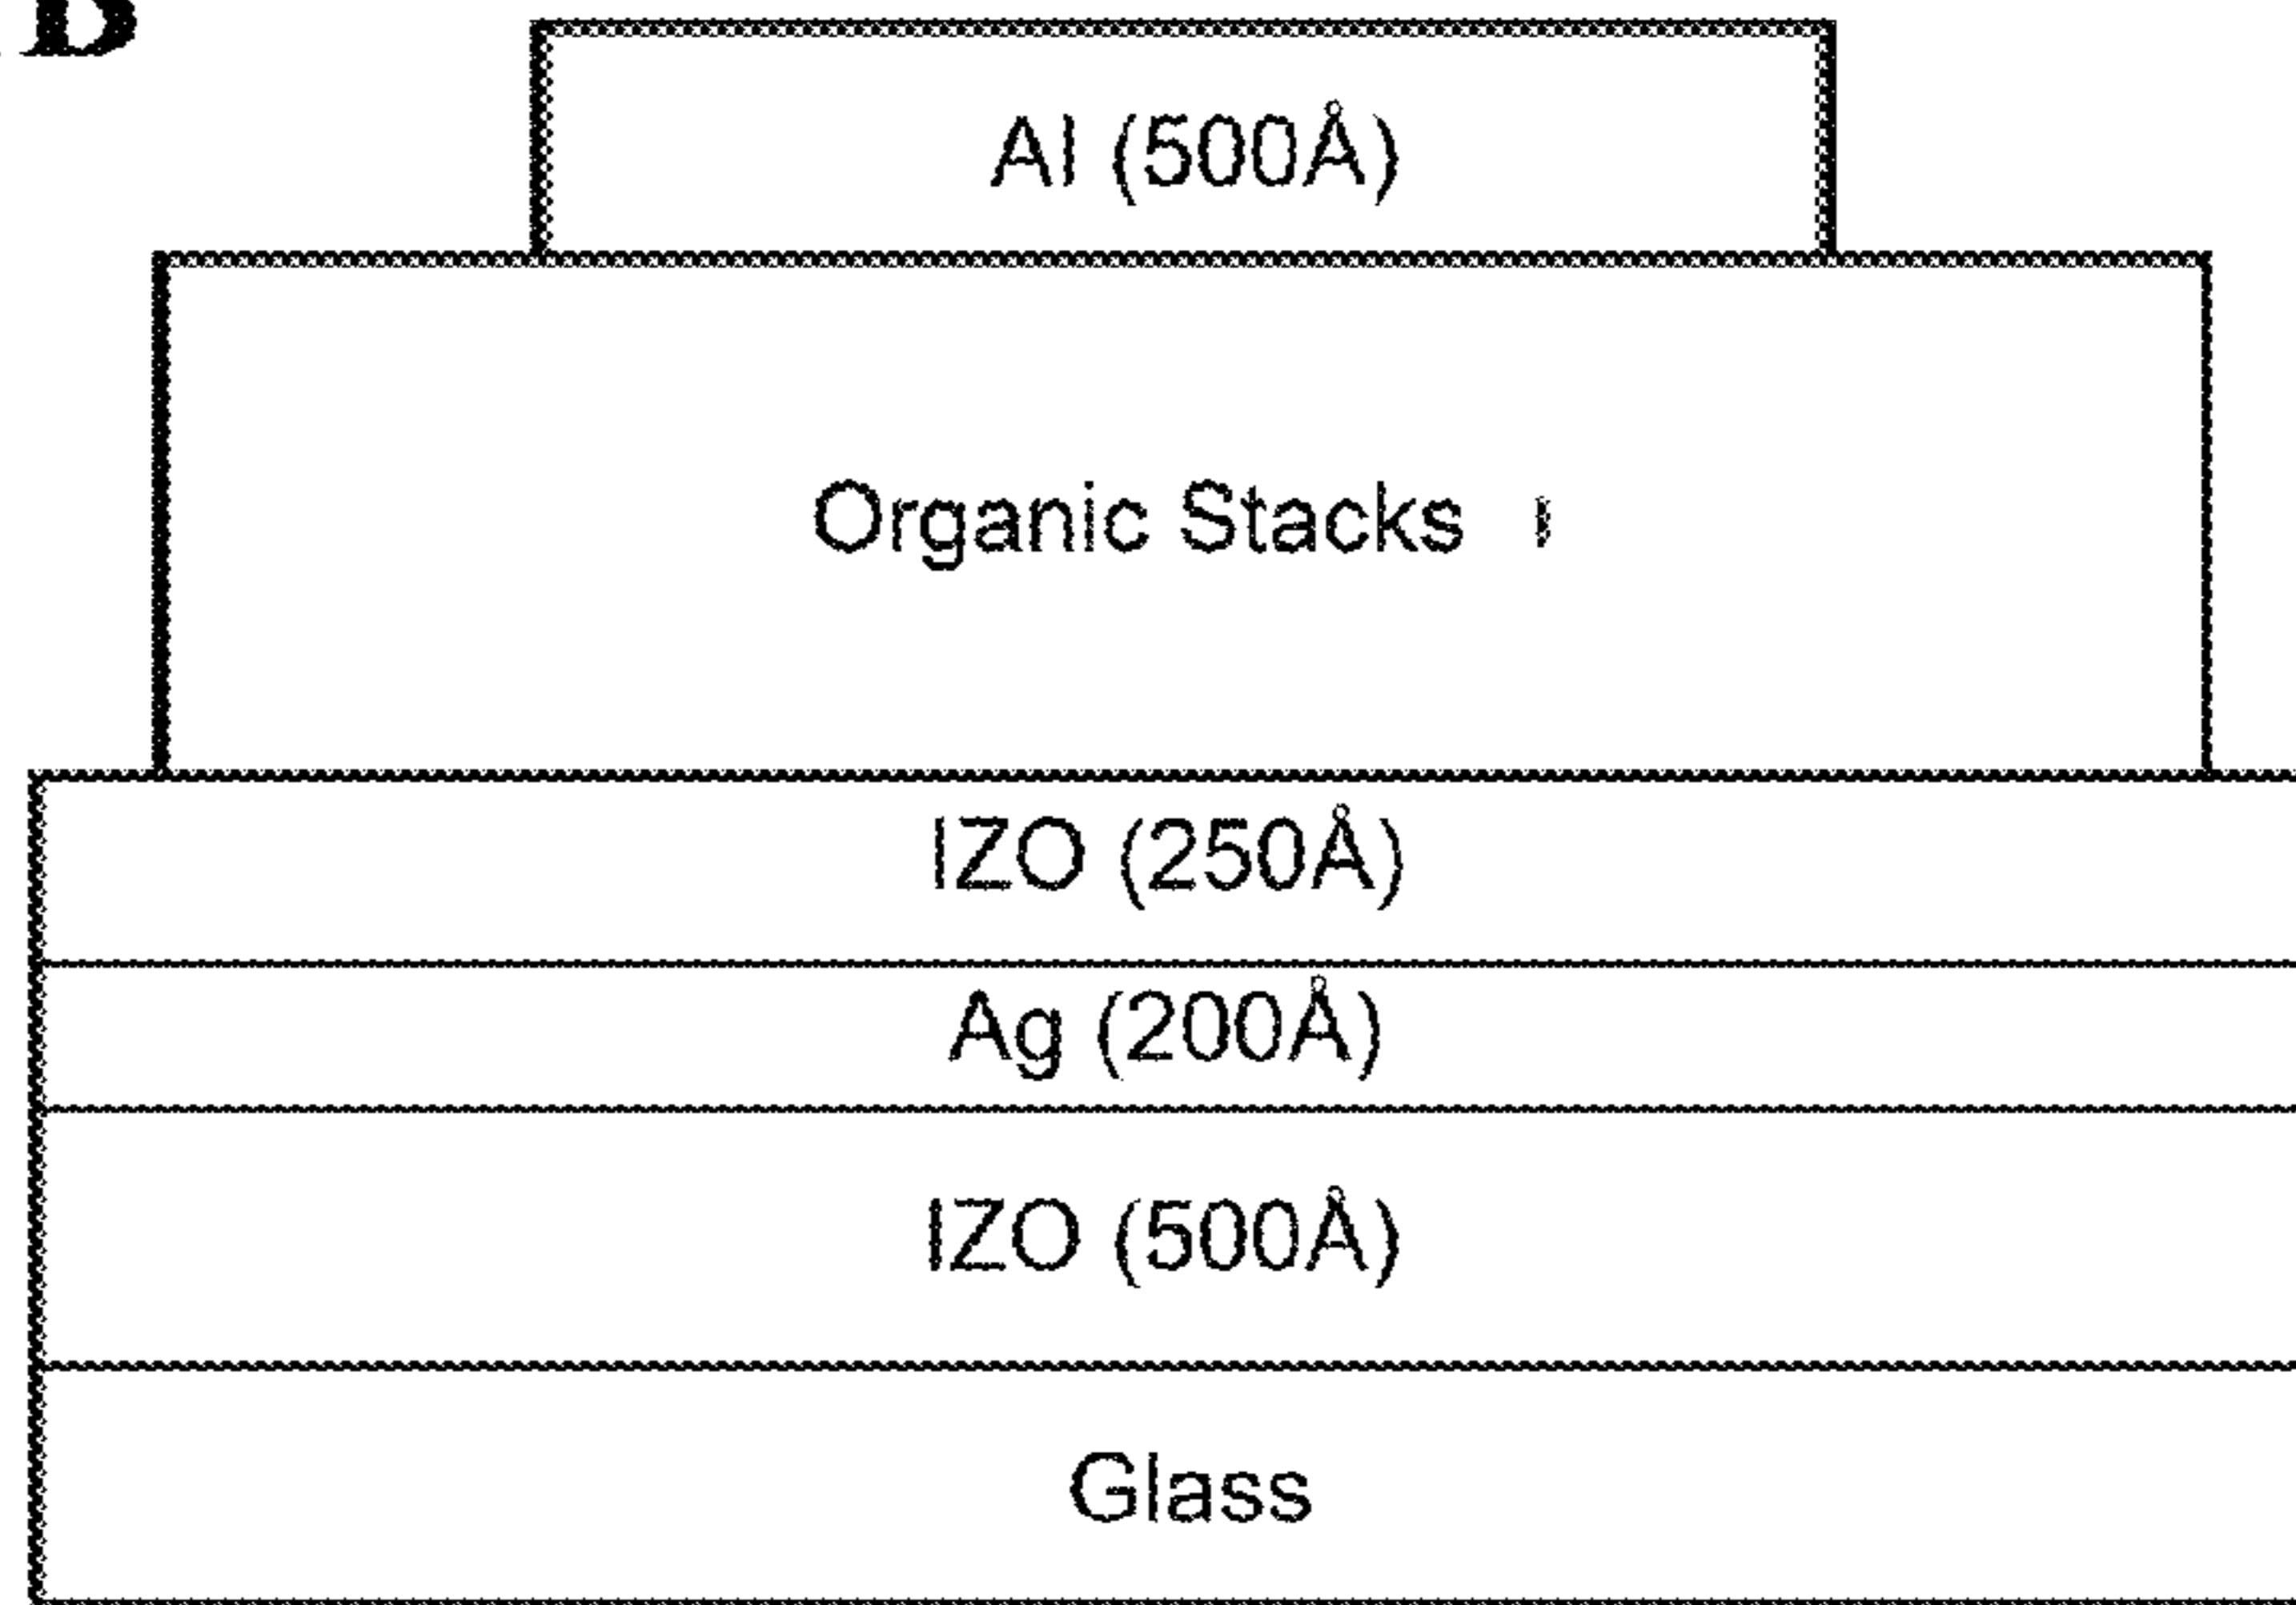 Al (500Å)
Organic Stacks
IZO (250Å)
Ag (200Å)
IZO (500Å)
Glass